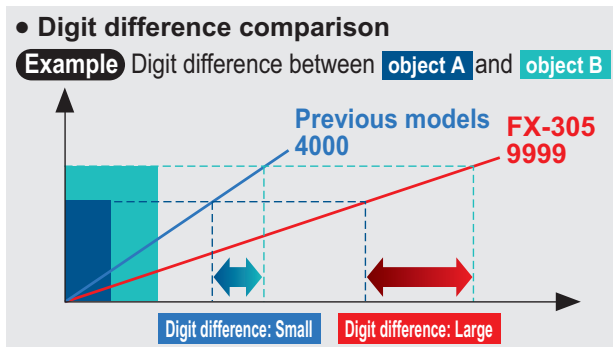 • Digit difference comparison
Example Digit difference between object A and object B
Previous models
4000
FX-305
9999
Digit difference: Small
Digit difference: Large